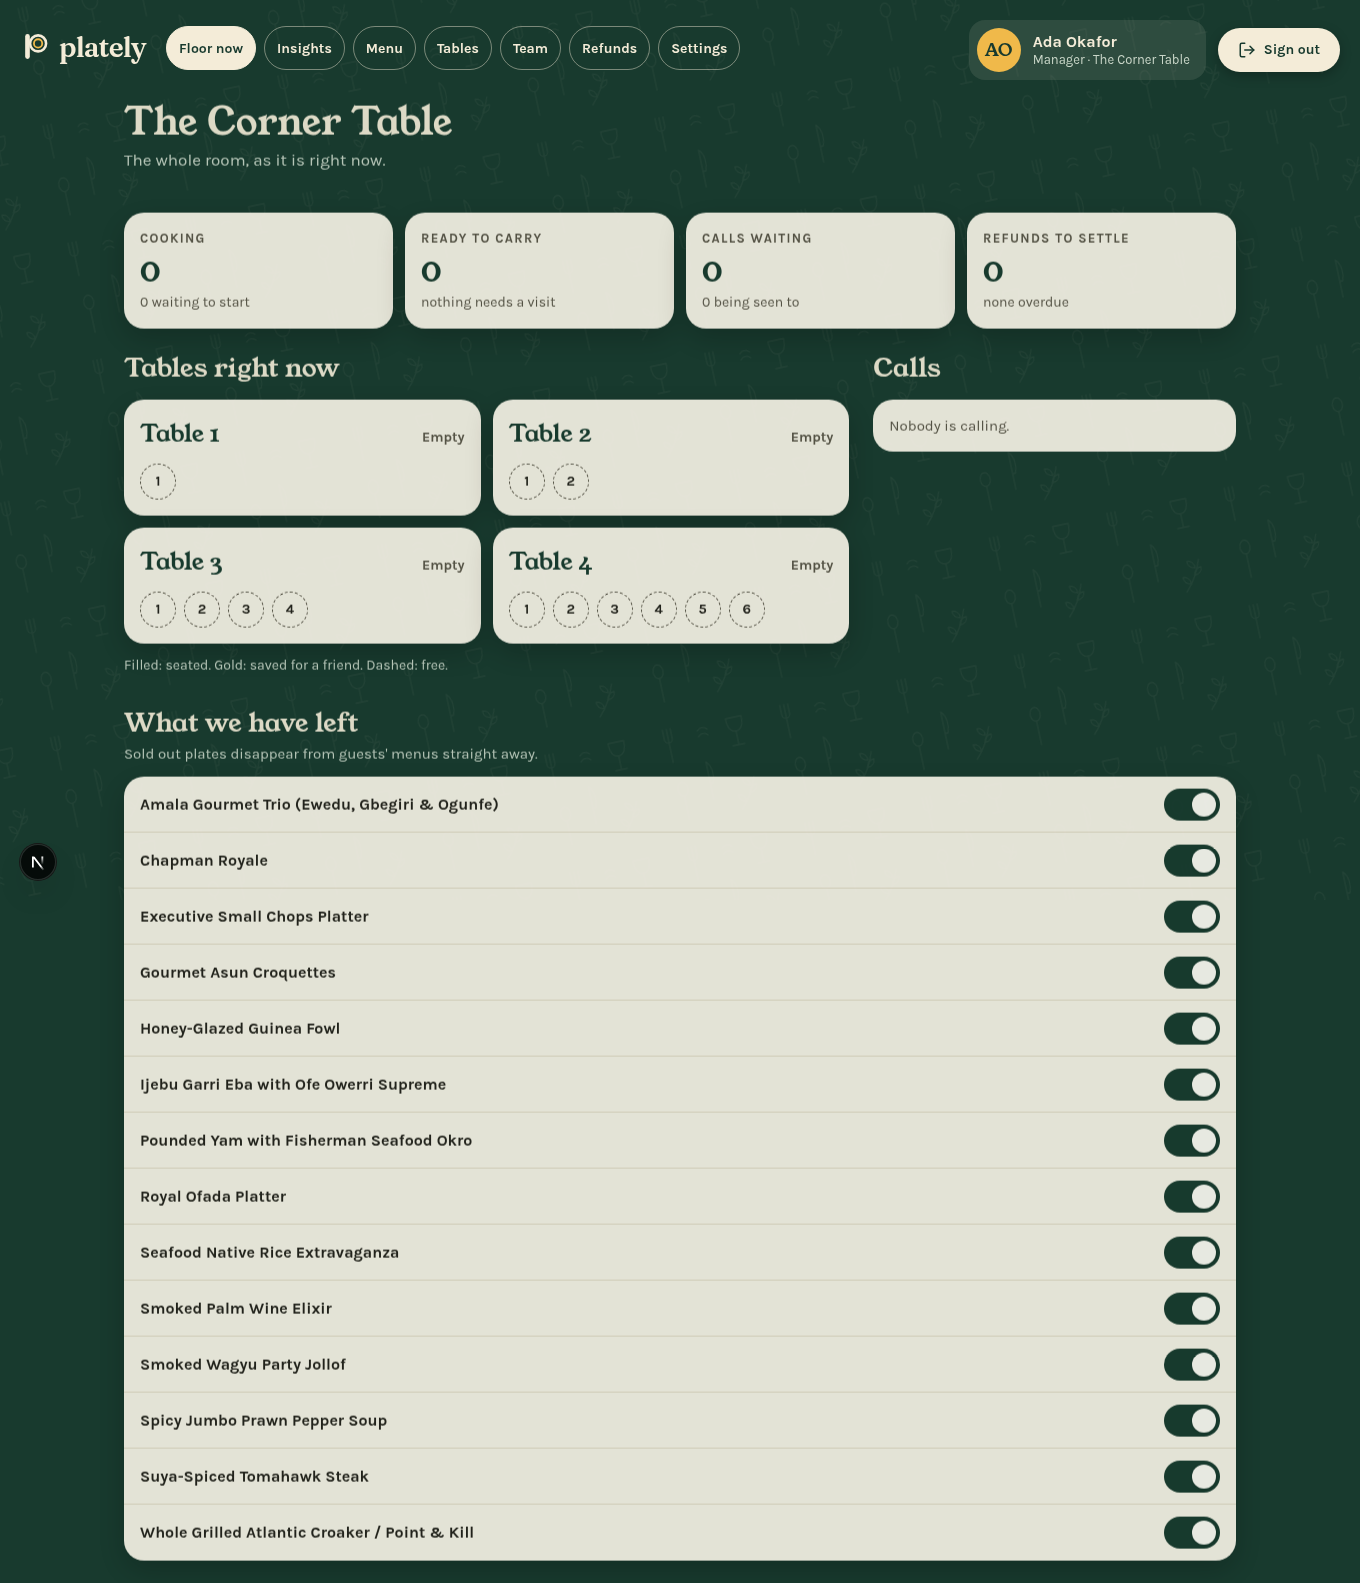 plately
Floor now
Insights
Menu
Tables
Team
Refunds
Settings
AO
Ada Okafor
Manager · The Corner Table
Sign out
The Corner Table
The whole room, as it is right now.
COOKING
0
0 waiting to start
READY TO CARRY
0
nothing needs a visit
CALLS WAITING
0
0 being seen to
REFUNDS TO SETTLE
0
none overdue
Tables right now
Table 1
Empty
1
Table 2
Empty
1 2
Table 3
Empty
1 2 3 4
Table 4
Empty
1 2 3 4 5 6
Filled: seated. Gold: saved for a friend. Dashed: free.
Calls
Nobody is calling.
What we have left
Sold out plates disappear from guests' menus straight away.
Amala Gourmet Trio (Ewedu, Gbegiri & Ogunfe)
Chapman Royale
Executive Small Chops Platter
Gourmet Asun Croquettes
Honey-Glazed Guinea Fowl
Ijebu Garri Eba with Ofe Owerri Supreme
Pounded Yam with Fisherman Seafood Okro
Royal Ofada Platter
Seafood Native Rice Extravaganza
Smoked Palm Wine Elixir
Smoked Wagyu Party Jollof
Spicy Jumbo Prawn Pepper Soup
Suya-Spiced Tomahawk Steak
Whole Grilled Atlantic Croaker / Point & Kill
N